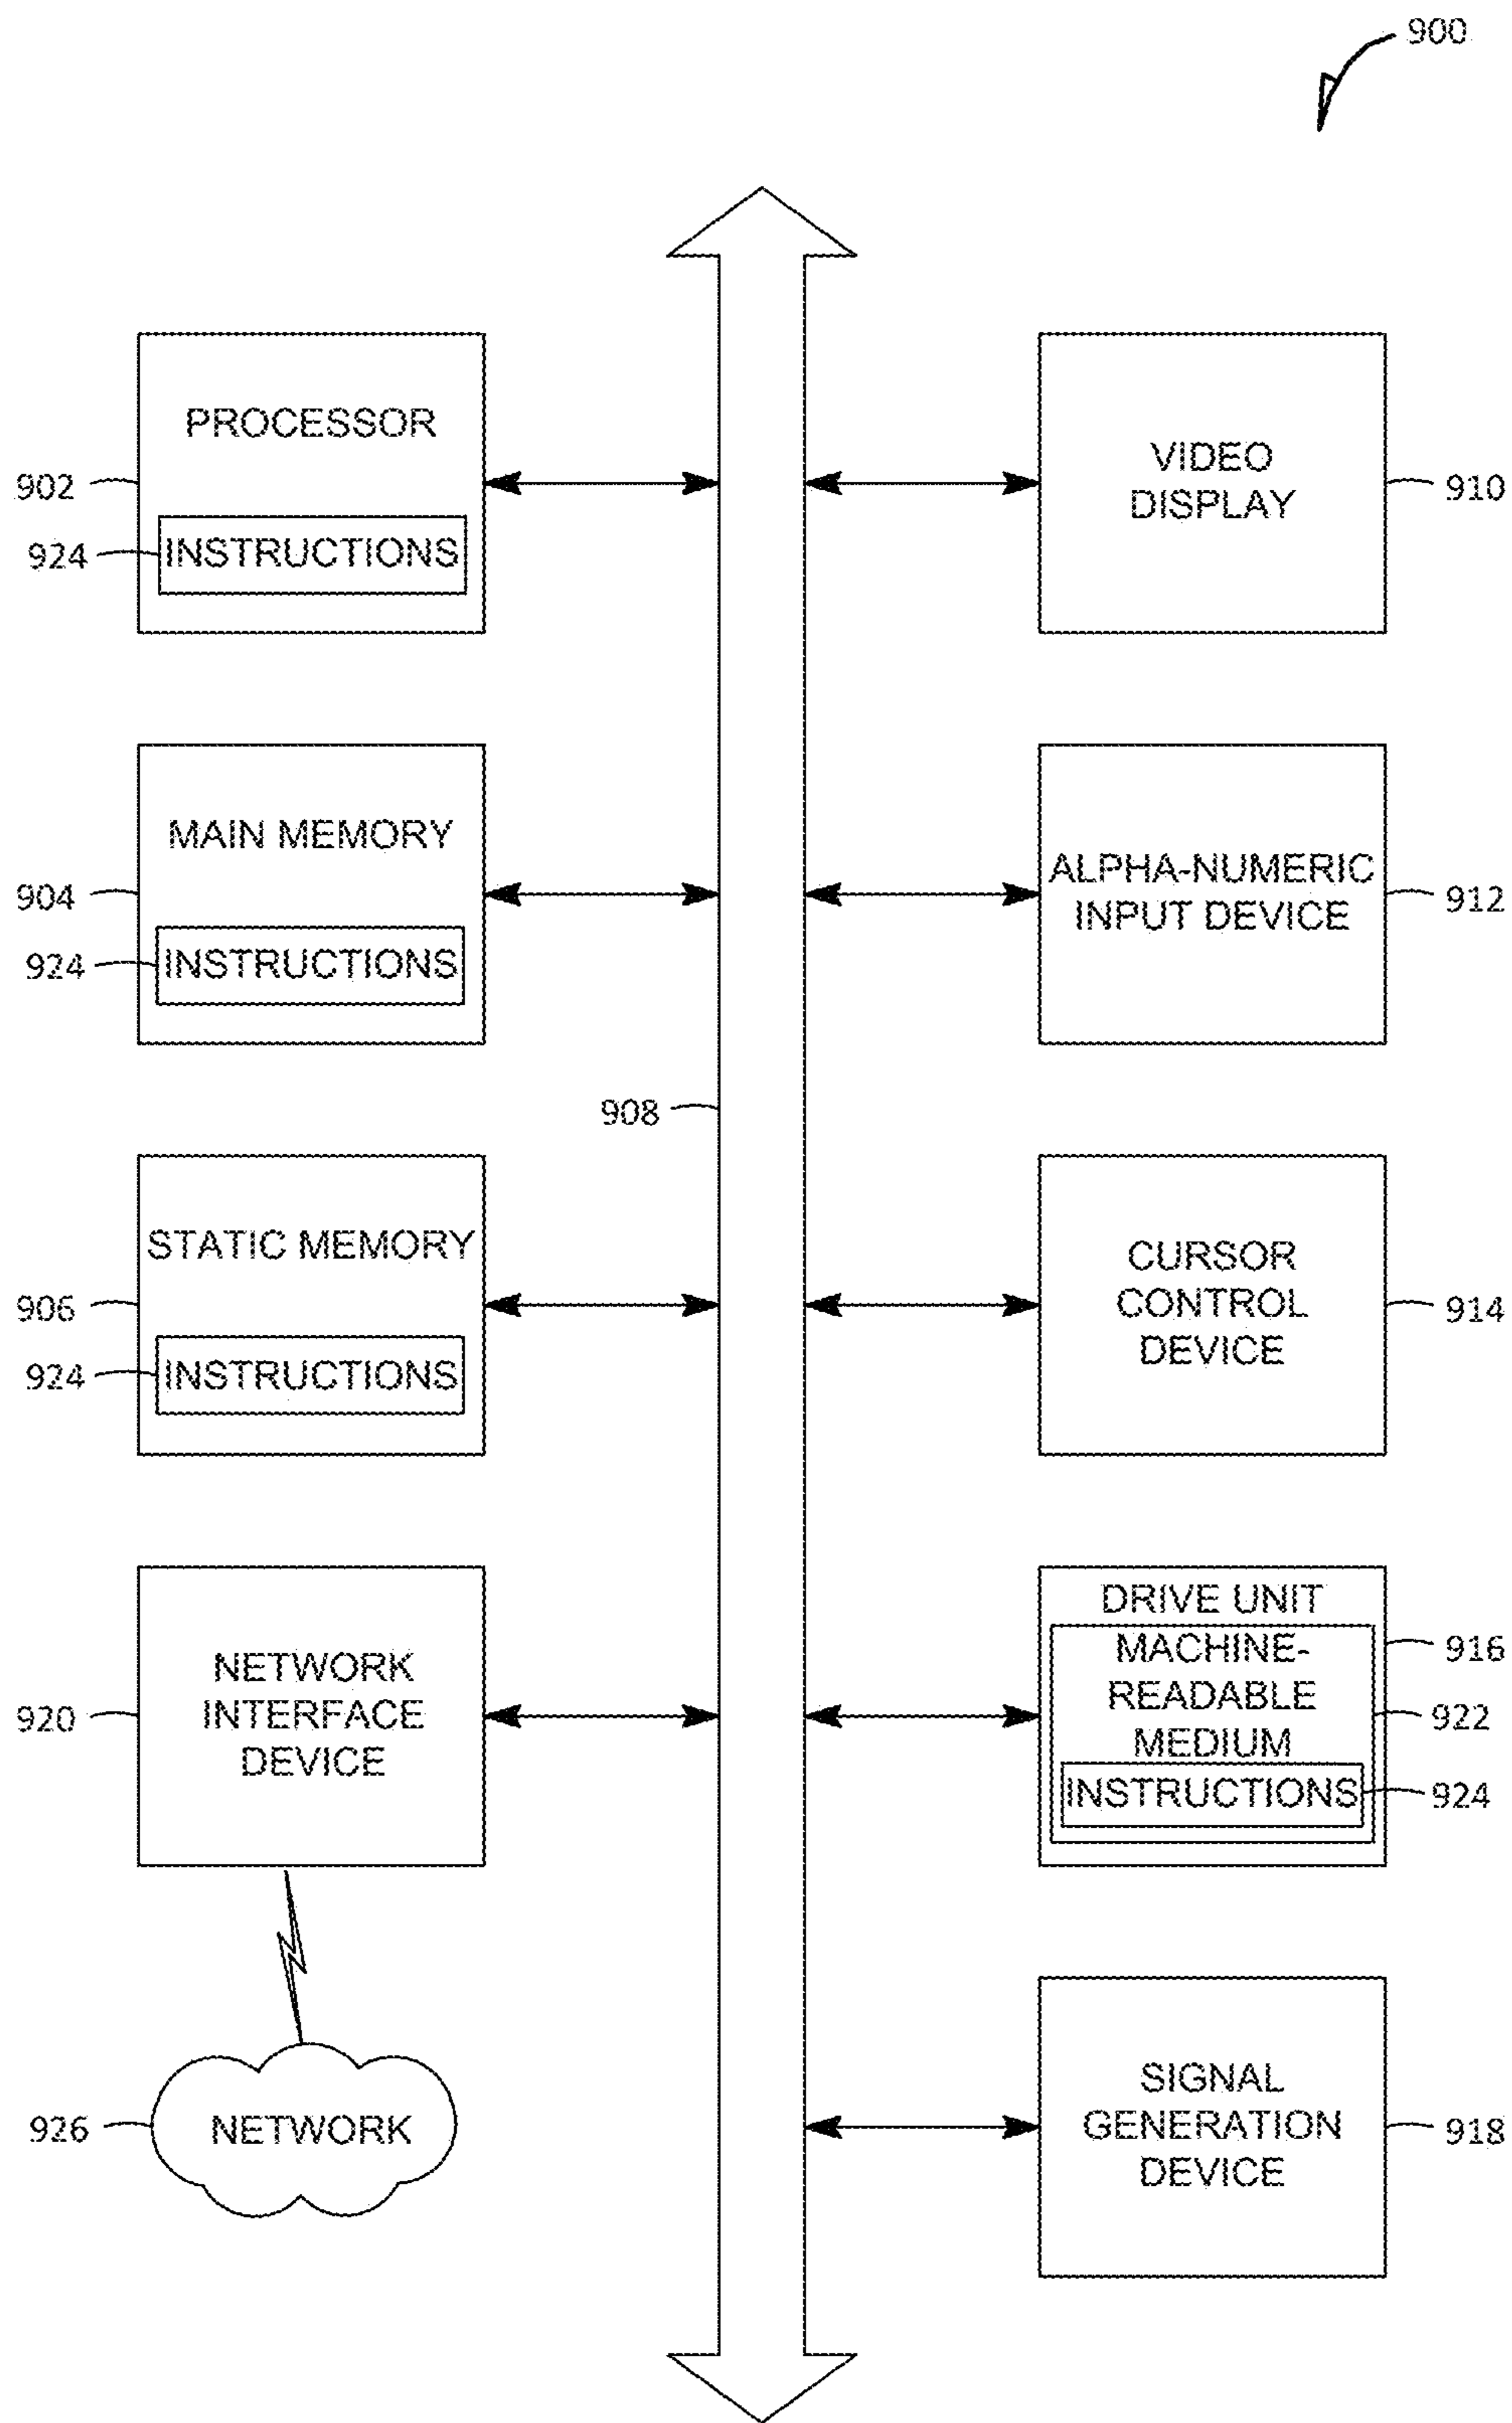 900
PROCESSOR
902
924
INSTRUCTIONS
VIDEO
DISPLAY
910
MAIN MEMORY
904
924
INSTRUCTIONS
ALPHA-NUMERIC
INPUT DEVICE
912
908
STATIC MEMORY
906
924
INSTRUCTIONS
CURSOR
CONTROL
DEVICE
914
NETWORK
INTERFACE
DEVICE
920
DRIVE UNIT
916
MACHINE-
READABLE
MEDIUM
922
INSTRUCTIONS
924
926
NETWORK
SIGNAL
GENERATION
DEVICE
918